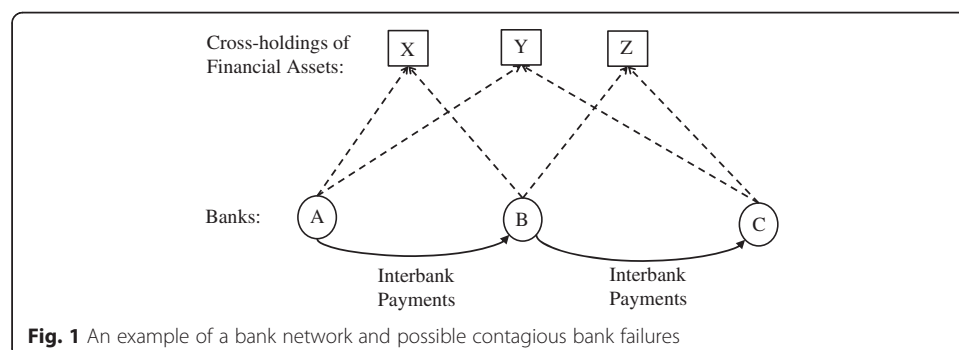 Cross-holdings of
Financial Assets:
X
Y
Z
Banks:
A
B
C
Interbank
Payments
Interbank
Payments
Fig. 1 An example of a bank network and possible contagious bank failures